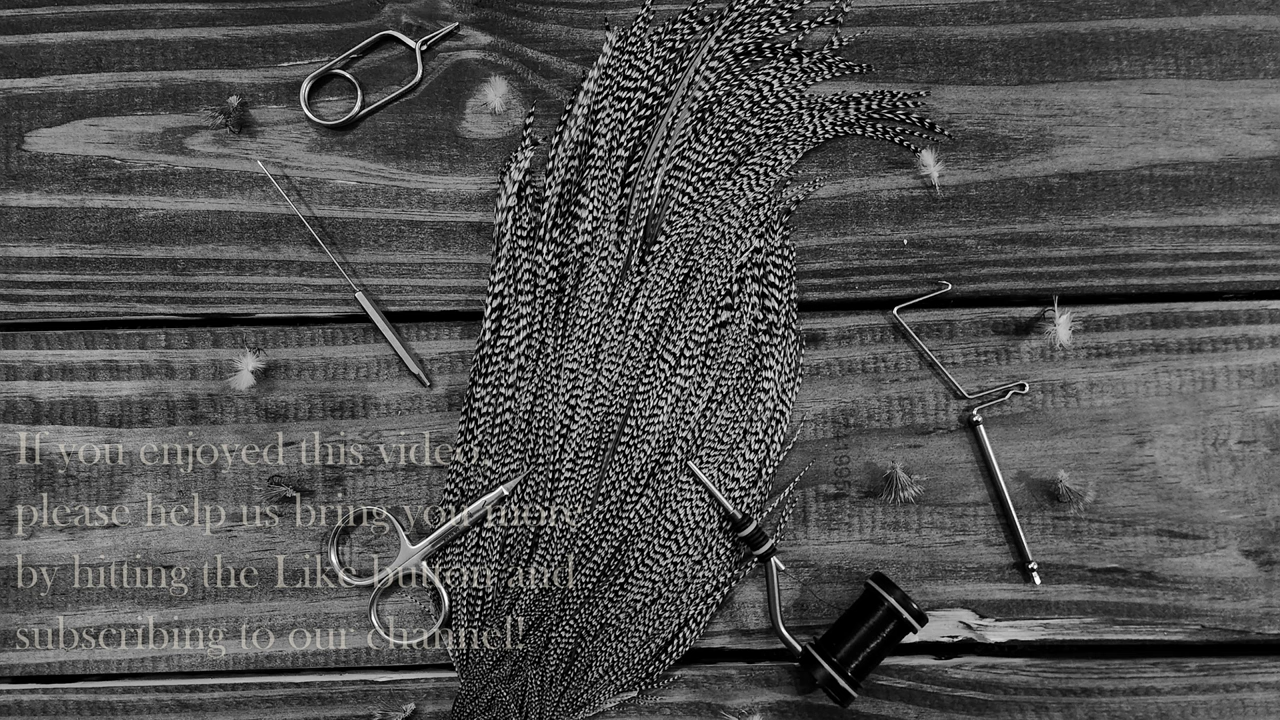 If you enjoyed this video
please help us bring you more
by hitting the Like button and
subscribing to our channel!